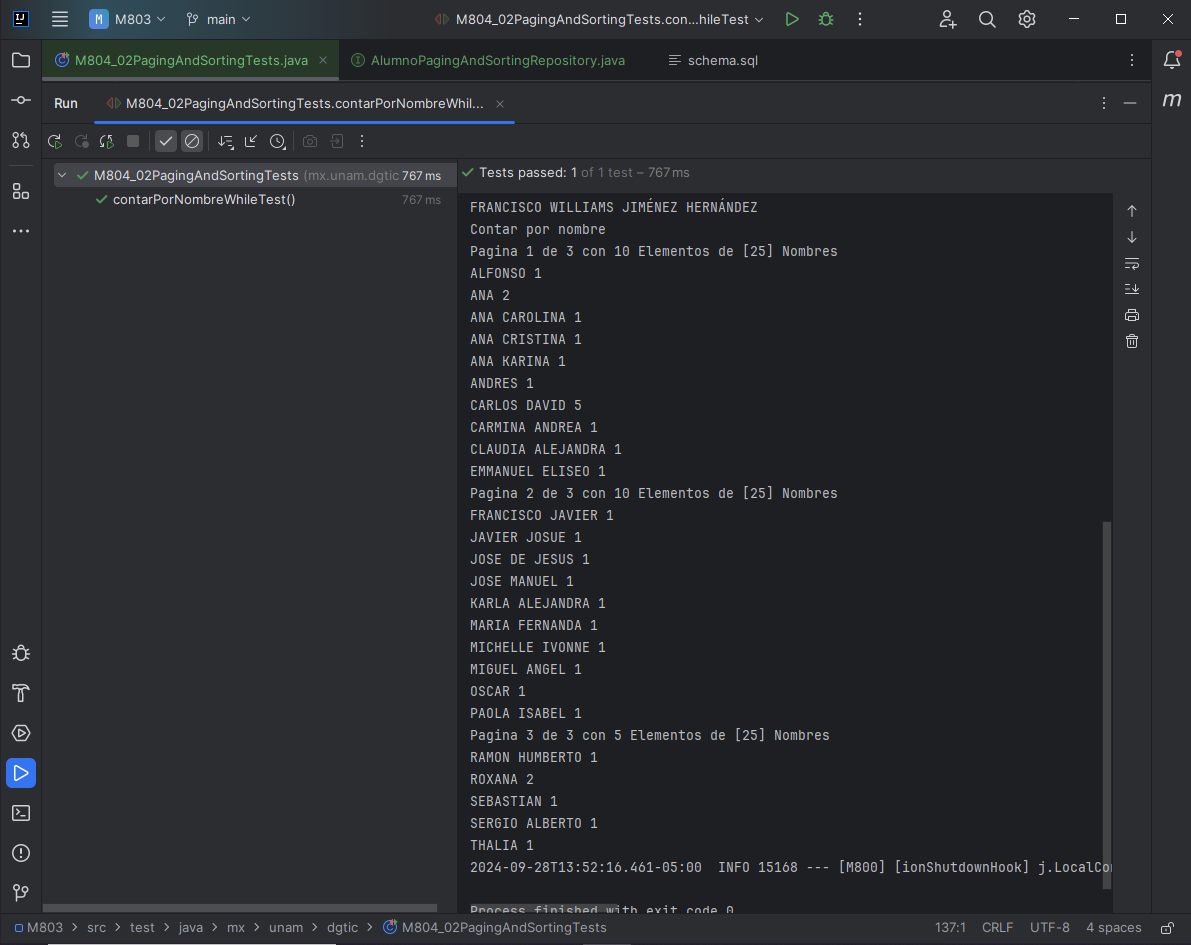 M M803 main M804_02PagingAndSortingTests.con...hileTest
M804_02PagingAndSortingTests.java AlumnoPagingAndSortingRepository.java schema.sql
Run M804_02PagingAndSortingTests.contarPorNombreWhil...
M804_02PagingAndSortingTests (mx.unam.dgtic 767 ms
contarPorNombreWhileTest() 767 ms
Tests passed: 1 of 1 test – 767 ms
FRANCISCO WILLIAMS JIMÉNEZ HERNÁNDEZ
Contar por nombre
Pagina 1 de 3 con 10 Elementos de [25] Nombres
ALFONSO 1
ANA 2
ANA CAROLINA 1
ANA CRISTINA 1
ANA KARINA 1
ANDRES 1
CARLOS DAVID 5
CARMINA ANDREA 1
CLAUDIA ALEJANDRA 1
EMMANUEL ELISEO 1
Pagina 2 de 3 con 10 Elementos de [25] Nombres
FRANCISCO JAVIER 1
JAVIER JOSUE 1
JOSE DE JESUS 1
JOSE MANUEL 1
KARLA ALEJANDRA 1
MARIA FERNANDA 1
MICHELLE IVONNE 1
MIGUEL ANGEL 1
OSCAR 1
PAOLA ISABEL 1
Pagina 3 de 3 con 5 Elementos de [25] Nombres
RAMON HUMBERTO 1
ROXANA 2
SEBASTIAN 1
SERGIO ALBERTO 1
THALIA 1
2024-09-28T13:52:16.461-05:00 INFO 15168 --- [M800] [ionShutdownHook] j.LocalCo
Process finished with exit code 0
M803 > src > test > java > mx > unam > dgtic > M804_02PagingAndSortingTests 137:1 CRLF UTF-8 4 spaces